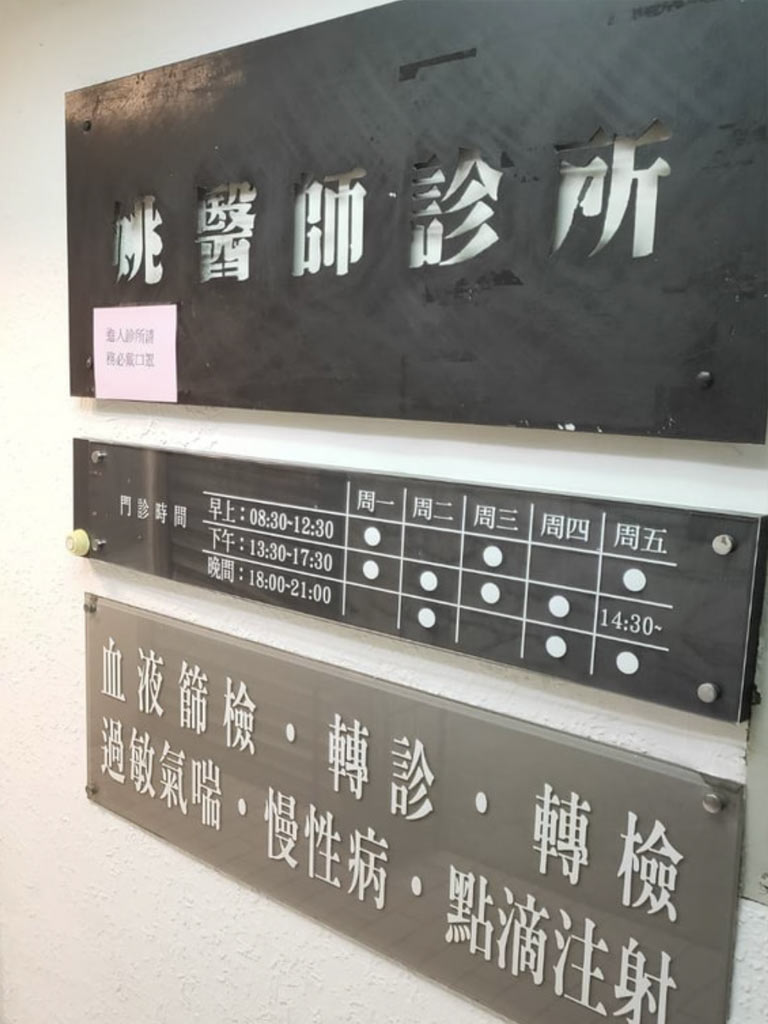 姚醫師診所
進入診所請
務必戴口罩
門診時間
周一 周二 周三 周四 周五
早上：08:30~12:30 ● ● ●
下午：13:30~17:30 ● ● ● ● 14:30~
晚間：18:00~21:00 ● ● ●
血液篩檢・轉診・轉檢
過敏氣喘・慢性病・點滴注射